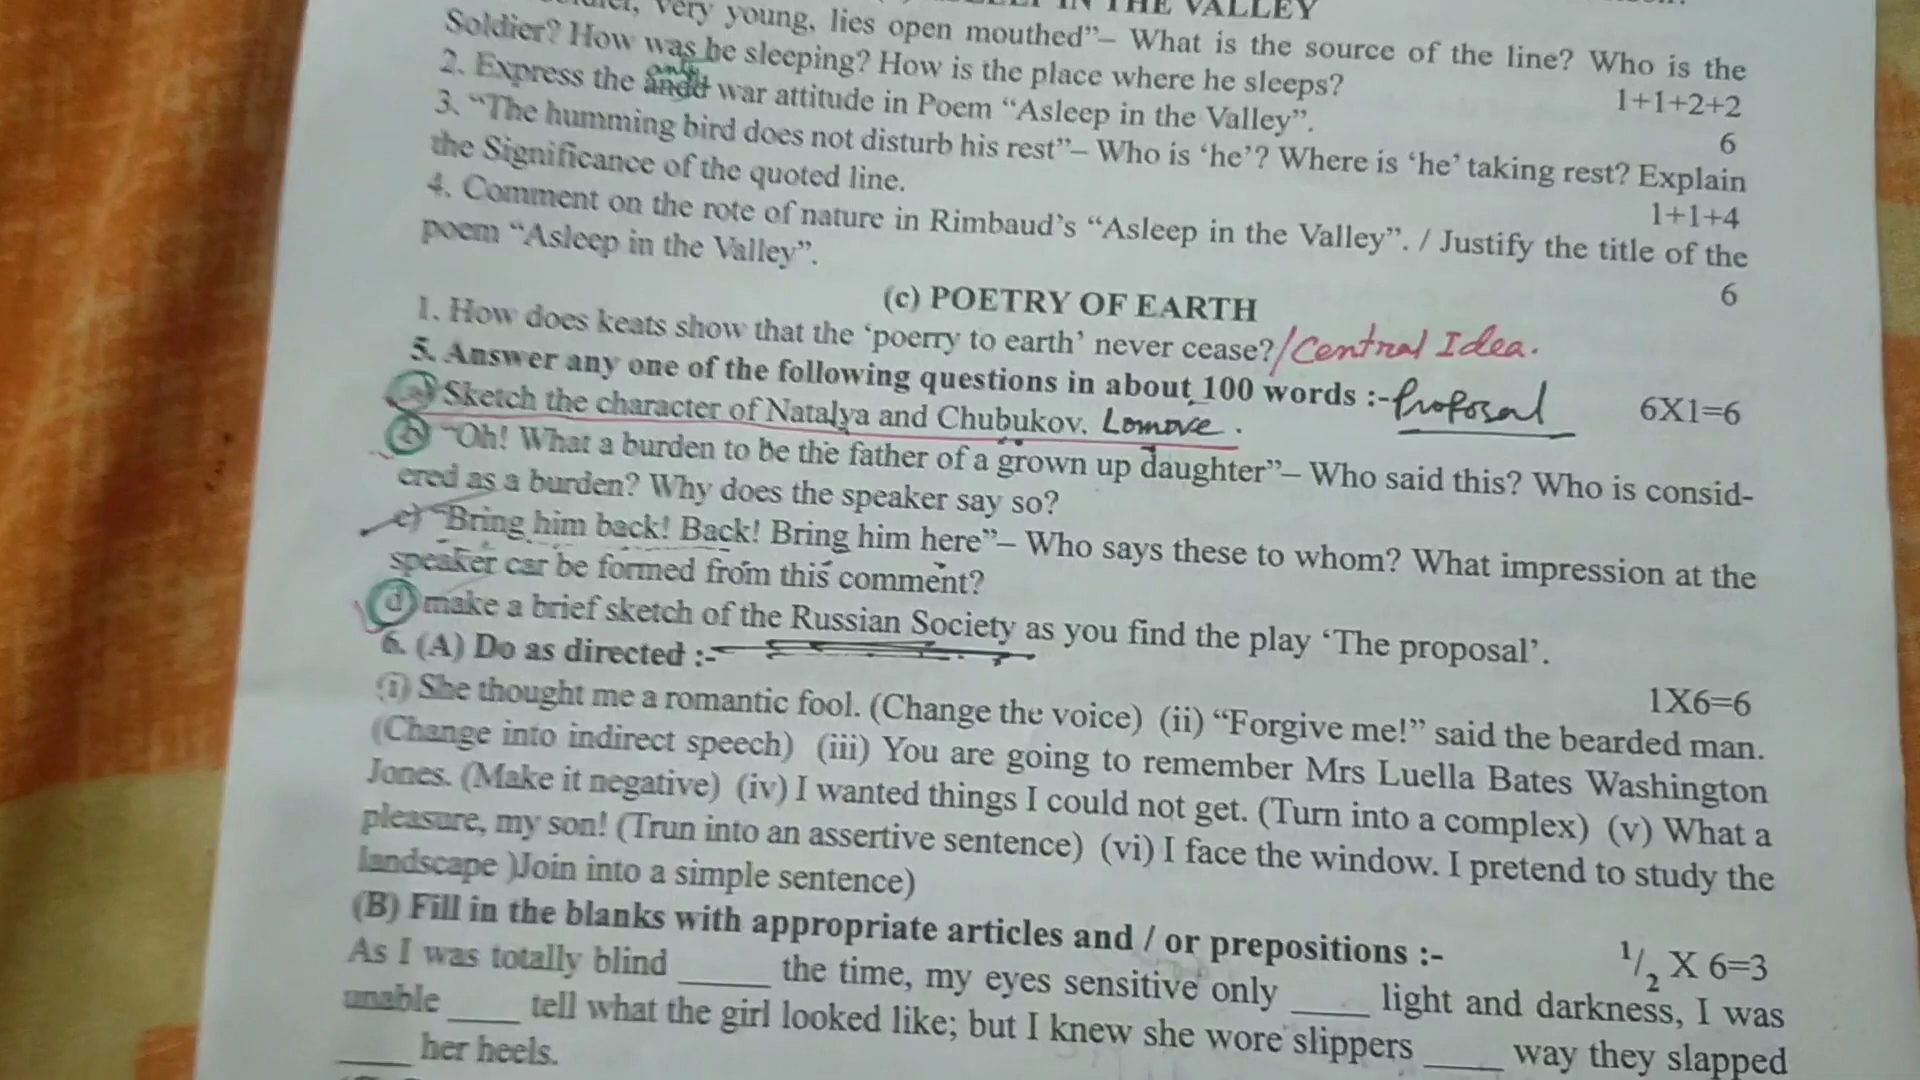 IN THE VALLEY
very young, lies open mouthed”– What is the source of the line? Who is the
Soldier? How was he sleeping? How is the place where he sleeps? 1+1+2+2
2. Express the war attitude in Poem “Asleep in the Valley”. 6
3. “The humming bird does not disturb his rest”– Who is ‘he’? Where is ‘he’ taking rest? Explain
the Significance of the quoted line. 1+1+4
4. Comment on the rote of nature in Rimbaud’s “Asleep in the Valley”. / Justify the title of the
poem “Asleep in the Valley”. 6
(c) POETRY OF EARTH
1. How does keats show that the ‘poerry to earth’ never cease?/Central Idea.
5. Answer any one of the following questions in about 100 words :- Proposal 6X1=6
a) Sketch the character of Natalya and Chubukov. Lomove.
b) “Oh! What a burden to be the father of a grown up daughter”– Who said this? Who is consid-
ered as a burden? Why does the speaker say so?
c) “Bring him back! Back! Bring him here”– Who says these to whom? What impression at the
speaker car be formed from this comment?
d) make a brief sketch of the Russian Society as you find the play ‘The proposal’.
6. (A) Do as directed :- 1X6=6
(i) She thought me a romantic fool. (Change the voice) (ii) “Forgive me!” said the bearded man.
(Change into indirect speech) (iii) You are going to remember Mrs Luella Bates Washington
Jones. (Make it negative) (iv) I wanted things I could not get. (Turn into a complex) (v) What a
pleasure, my son! (Trun into an assertive sentence) (vi) I face the window. I pretend to study the
landscape )Join into a simple sentence)
(B) Fill in the blanks with appropriate articles and / or prepositions :- 1/2 X 6=3
As I was totally blind _____ the time, my eyes sensitive only ____ light and darkness, I was
unable ____ tell what the girl looked like; but I knew she wore slippers ____ way they slapped
____ her heels.